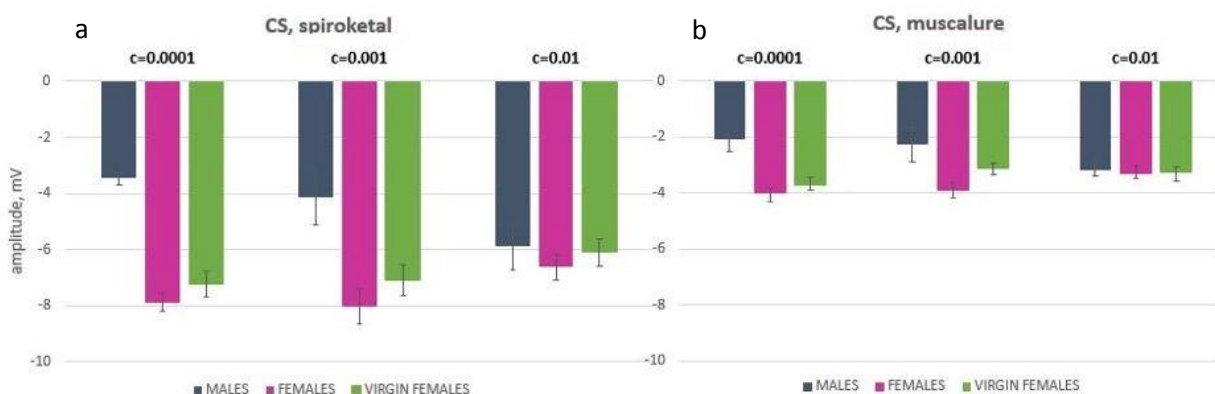 a
CS, spiroketal
c=0.0001 c=0.001 c=0.01
0
-2
-4
-6
-8
-10
amplitude, mV
MALES FEMALES VIRGIN FEMALES
b
CS, muscalure
c=0.0001 c=0.001 c=0.01
0
-2
-4
-6
-8
-10
MALES FEMALES VIRGIN FEMALES